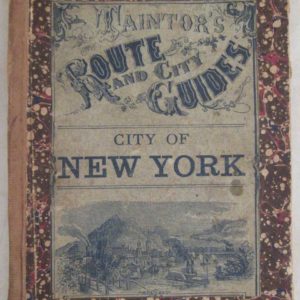 TAINTOR'S
ROUTE
AND CITY
GUIDES
CITY OF
NEW YORK